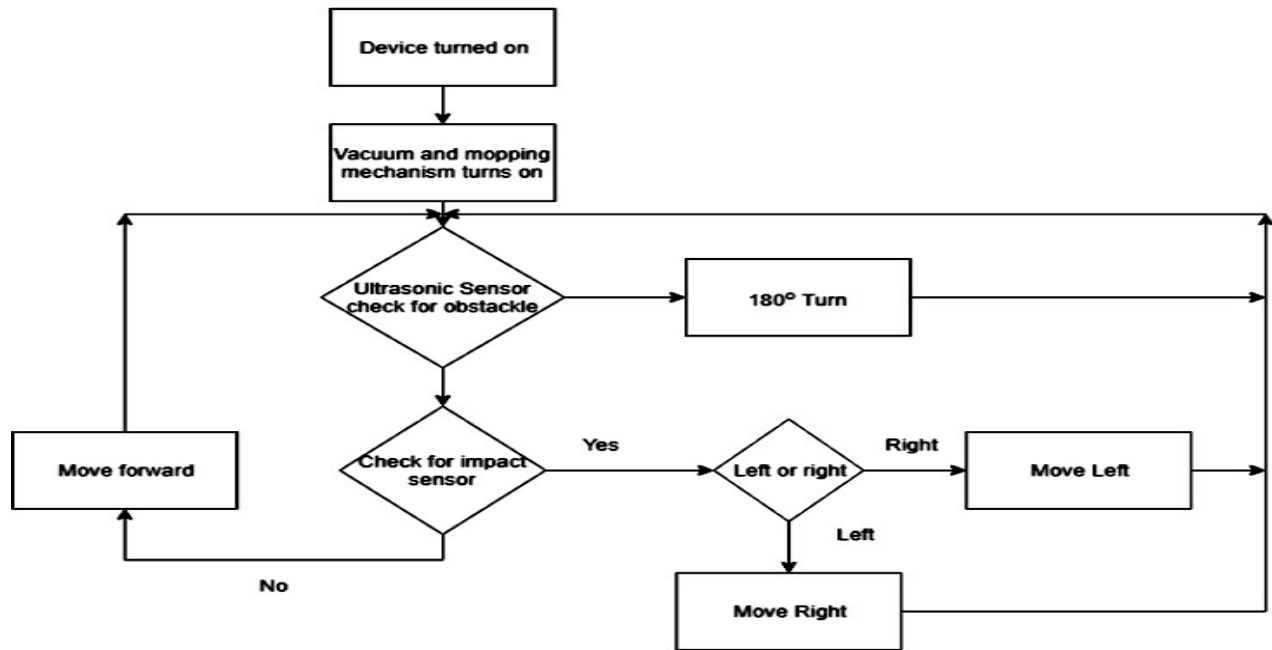 Device turned on
Vacuum and mopping
mechanism turns on
Ultrasonic Sensor
check for obstackle
180° Turn
Move forward
Check for impact
sensor
Yes
Left or right
Right
Move Left
Left
No
Move Right